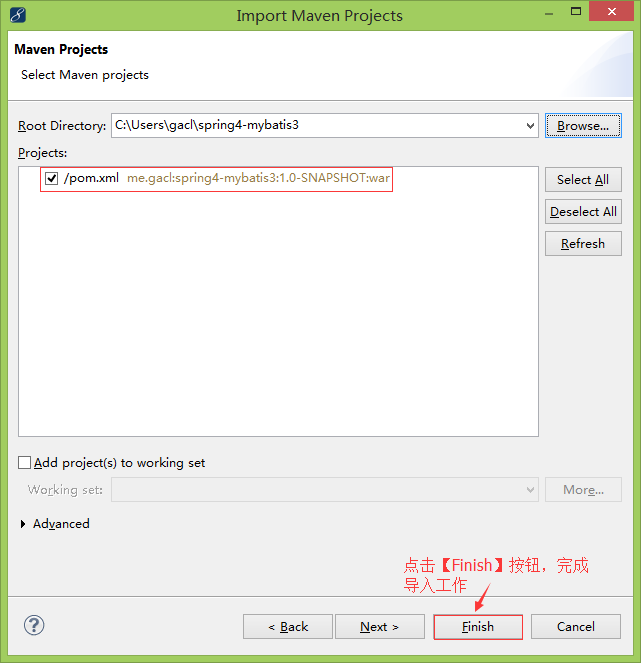 Import Maven Projects
Maven Projects
Select Maven projects
Root Directory: C:\Users\gacl\spring4-mybatis3 Browse...
Projects:
/pom.xml me.gacl:spring4-mybatis3:1.0-SNAPSHOT:war
Select All
Deselect All
Refresh
Add project(s) to working set
Working set: More...
Advanced
点击【Finish】按钮，完成
导入工作
< Back Next > Finish Cancel